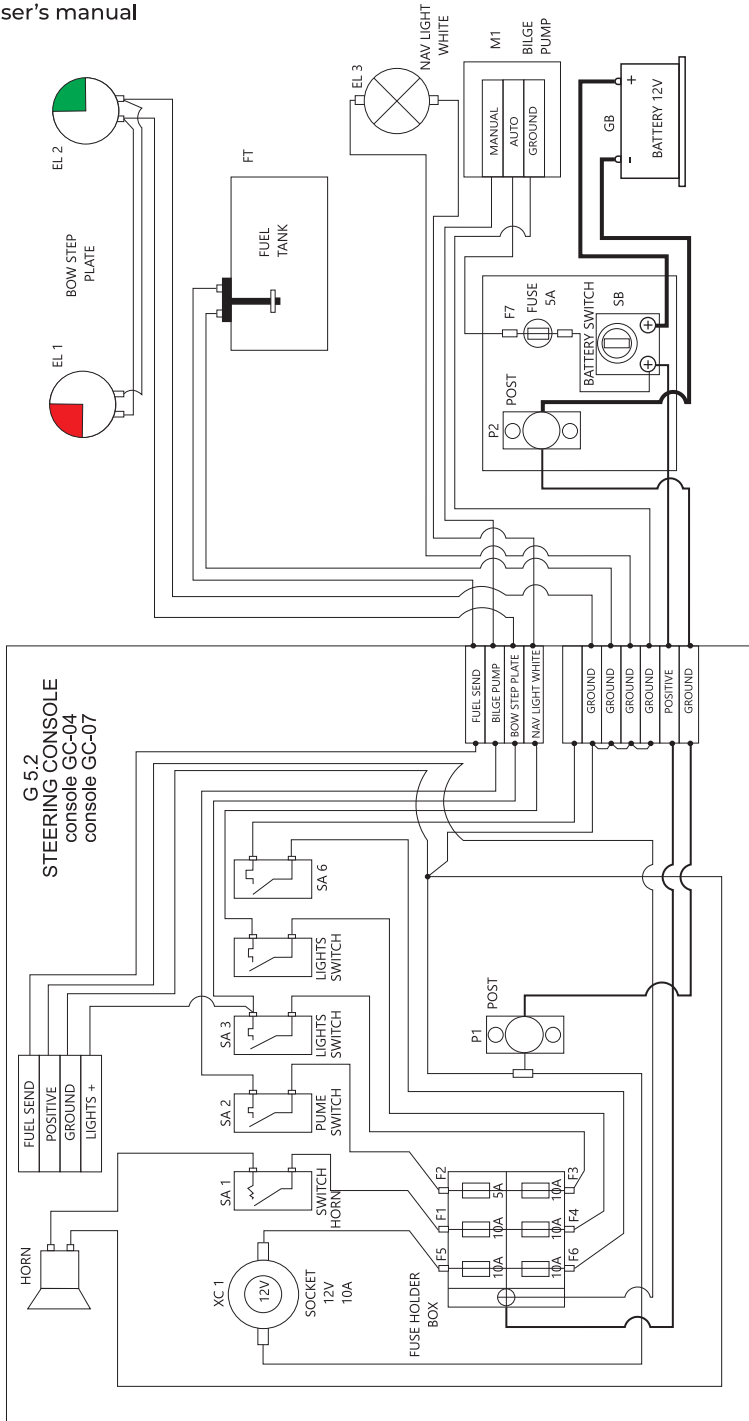 ser's manual
G 5.2
STEERING CONSOLE
console GC-04
console GC-07
HORN
FUEL SEND
POSITIVE
GROUND
LIGHTS +
XC 1
12V
SOCKET
12V
10A
SA 1
SWITCH
HORN
SA 2
PUME
SWITCH
SA 3
LIGHTS
SWITCH
LIGHTS
SWITCH
SA 6
FUSE HOLDER
BOX
F5
F1
F2
10A
10A
5A
10A
10A
10A
F6
F4
F3
P1
POST
FUEL SEND
BILGE PUMP
BOW STEP PLATE
NAV LIGHT WHITE
GROUND
GROUND
GROUND
GROUND
POSITIVE
GROUND
EL 1
BOW STEP
PLATE
EL 2
FT
FUEL
TANK
EL 3
NAV LIGHT
WHITE
M1
BILGE
PUMP
MANUAL
AUTO
GROUND
P2
POST
F7
FUSE
5A
BATTERY SWITCH
SB
+
+
GB
+
-
BATTERY 12V